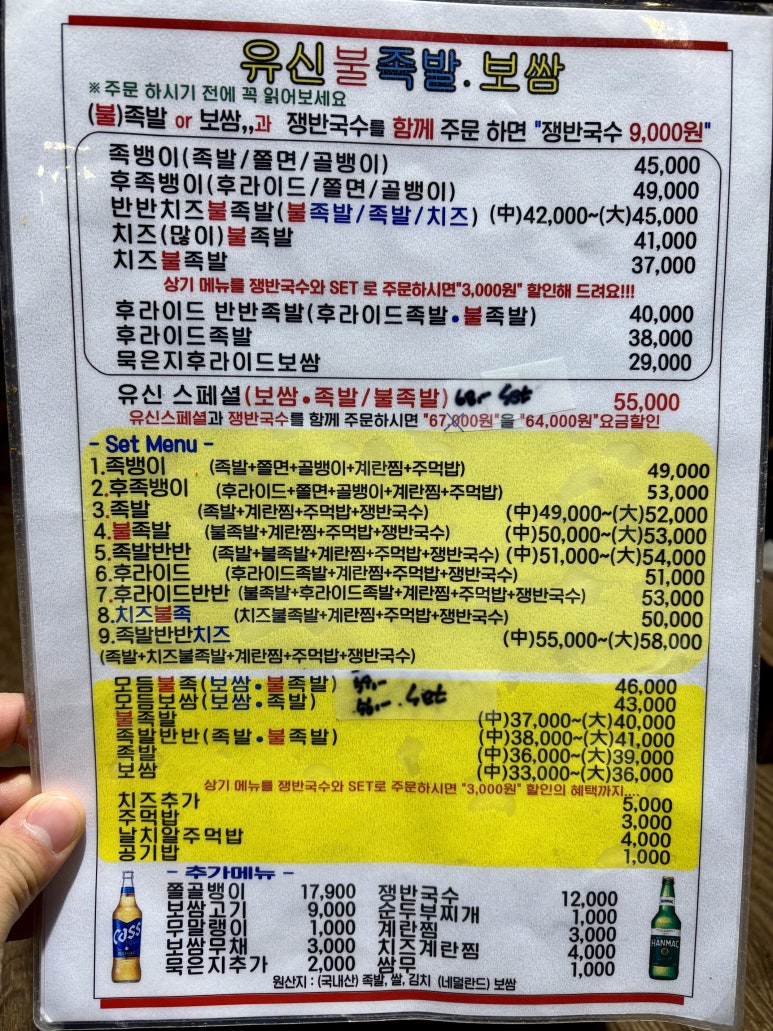 유신불족발.보쌈
※주문 하시기 전에 꼭 읽어보세요
(불)족발 or 보쌈,,과 쟁반국수를 함께 주문 하면 "쟁반국수 9,000원"
족뱅이(족발/쫄면/골뱅이) 45,000
후족뱅이(후라이드/쫄면/골뱅이) 49,000
반반치즈불족발(불족발/족발/치즈) (中)42,000~(大)45,000
치즈(많이)불족발 41,000
치즈불족발 37,000
상기 메뉴를 쟁반국수와 SET 로 주문하시면"3,000원" 할인해 드려요!!!
후라이드 반반족발(후라이드족발•불족발) 40,000
후라이드족발 38,000
묵은지후라이드보쌈 29,000
유신 스페셜(보쌈•족발/불족발) 55,000
유신스페셜과 쟁반국수를 함께 주문하시면 "67,000원"을 "64,000원"요금할인
- Set Menu -
1.족뱅이 (족발+쫄면+골뱅이+계란찜+주먹밥) 49,000
2.후족뱅이 (후라이드+쫄면+골뱅이+계란찜+주먹밥) 53,000
3.족발 (족발+계란찜+주먹밥+쟁반국수) (中)49,000~(大)52,000
4.불족발 (불족발+계란찜+주먹밥+쟁반국수) (中)50,000~(大)53,000
5.족발반반 (족발+불족발+계란찜+주먹밥+쟁반국수) (中)51,000~(大)54,000
6.후라이드 (후라이드족발+계란찜+주먹밥+쟁반국수) 51,000
7.후라이드반반 (불족발+후라이드족발+계란찜+주먹밥+쟁반국수) 53,000
8.치즈불족 (치즈불족발+계란찜+주먹밥+쟁반국수) 50,000
9.족발반반치즈 (中)55,000~(大)58,000
(족발+치즈불족발+계란찜+주먹밥+쟁반국수)
모듬불족(보쌈•불족발) 46,000
모듬보쌈(보쌈•족발) 43,000
불족발 (中)37,000~(大)40,000
족발반반(족발•불족발) (中)38,000~(大)41,000
족발 (中)36,000~(大)39,000
보쌈 (中)33,000~(大)36,000
상기 메뉴를 쟁반국수와 SET로 주문하시면 "3,000원" 할인의 혜택까지....
치즈추가 5,000
주먹밥 3,000
날치알주먹밥 4,000
공기밥 1,000
- 추가메뉴 -
쫄골뱅이 17,900 쟁반국수 12,000
보쌈고기 9,000 순두부찌개 1,000
무말랭이 1,000 계란찜 3,000
보쌈무채 3,000 치즈계란찜 4,000
묵은지추가 2,000 쌈무 1,000
원산지 : (국내산) 족발, 쌀, 김치 (네덜란드) 보쌈
Cass
HANMAC